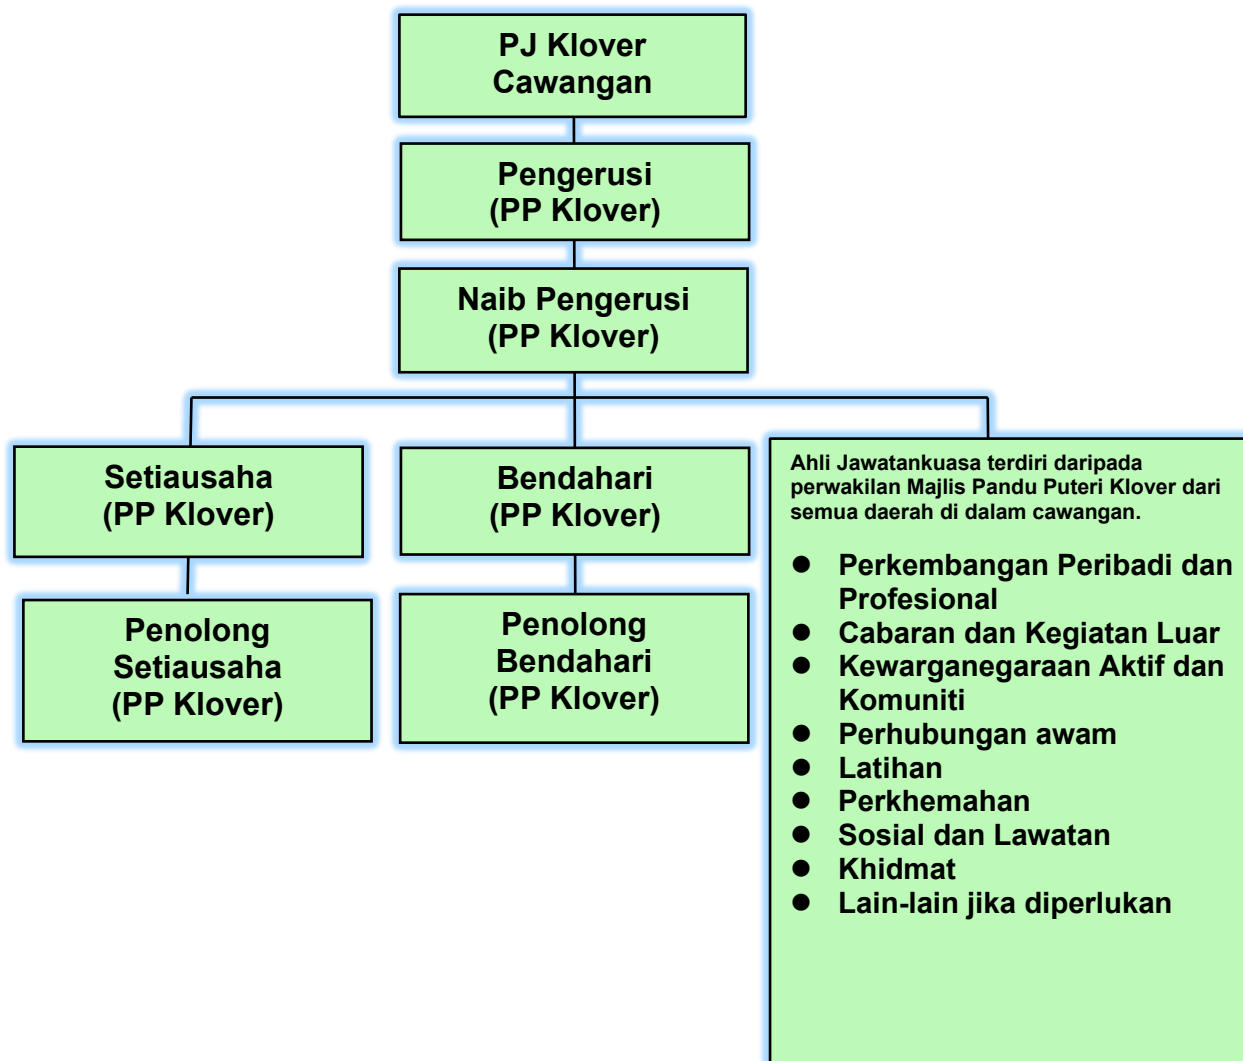 PJ Klover
Cawangan
Pengerusi
(PP Klover)
Naib Pengerusi
(PP Klover)
Setiausaha
(PP Klover)
Bendahari
(PP Klover)
Penolong
Setiausaha
(PP Klover)
Penolong
Bendahari
(PP Klover)
Ahli Jawatankuasa terdiri daripada
perwakilan Majlis Pandu Puteri Klover dari
semua daerah di dalam cawangan.
● Perkembangan Peribadi dan
Profesional
● Cabaran dan Kegiatan Luar
● Kewarganegaraan Aktif dan
Komuniti
● Perhubungan awam
● Latihan
● Perkhemahan
● Sosial dan Lawatan
● Khidmat
● Lain-lain jika diperlukan